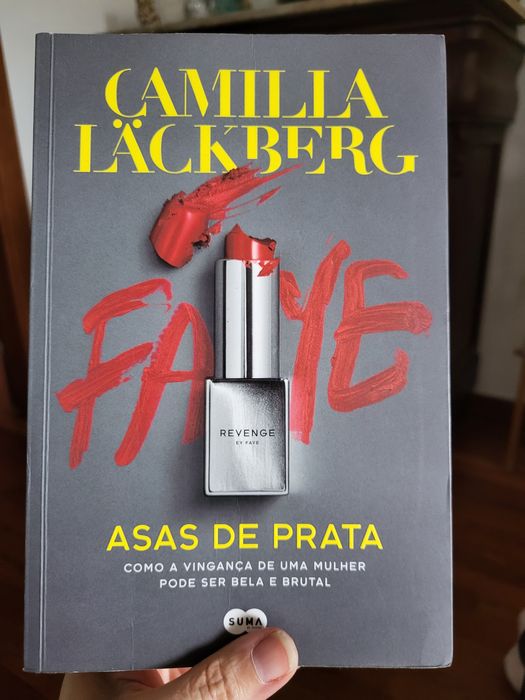 CAMILLA
LÄCKBERG
FAYE
REVENGE
BY FAYE
ASAS DE PRATA
COMO A VINGANÇA DE UMA MULHER
PODE SER BELA E BRUTAL
SUMA